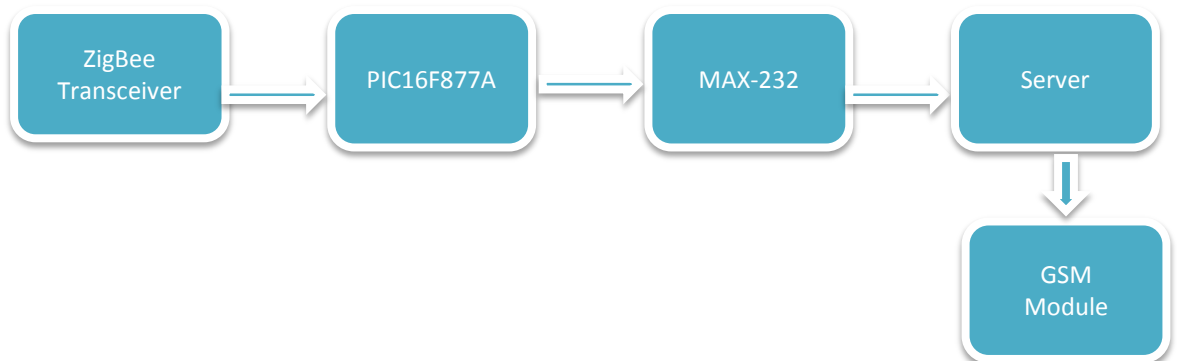 ZigBee
Transceiver
PIC16F877A
MAX-232
Server
GSM
Module